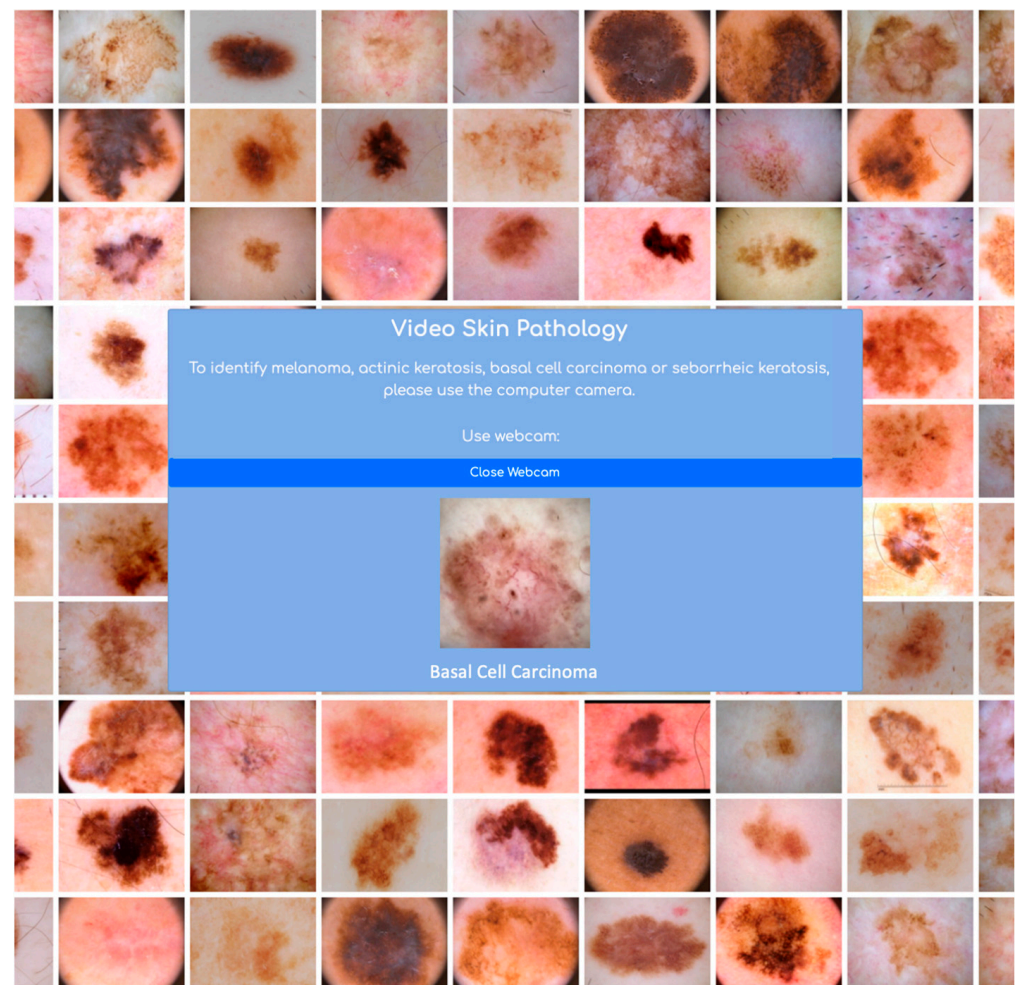 Video Skin Pathology
To identify melanoma, actinic keratosis, basal cell carcinoma or seborrheic keratosis,
please use the computer camera.
Use webcam:
Close Webcam
Basal Cell Carcinoma